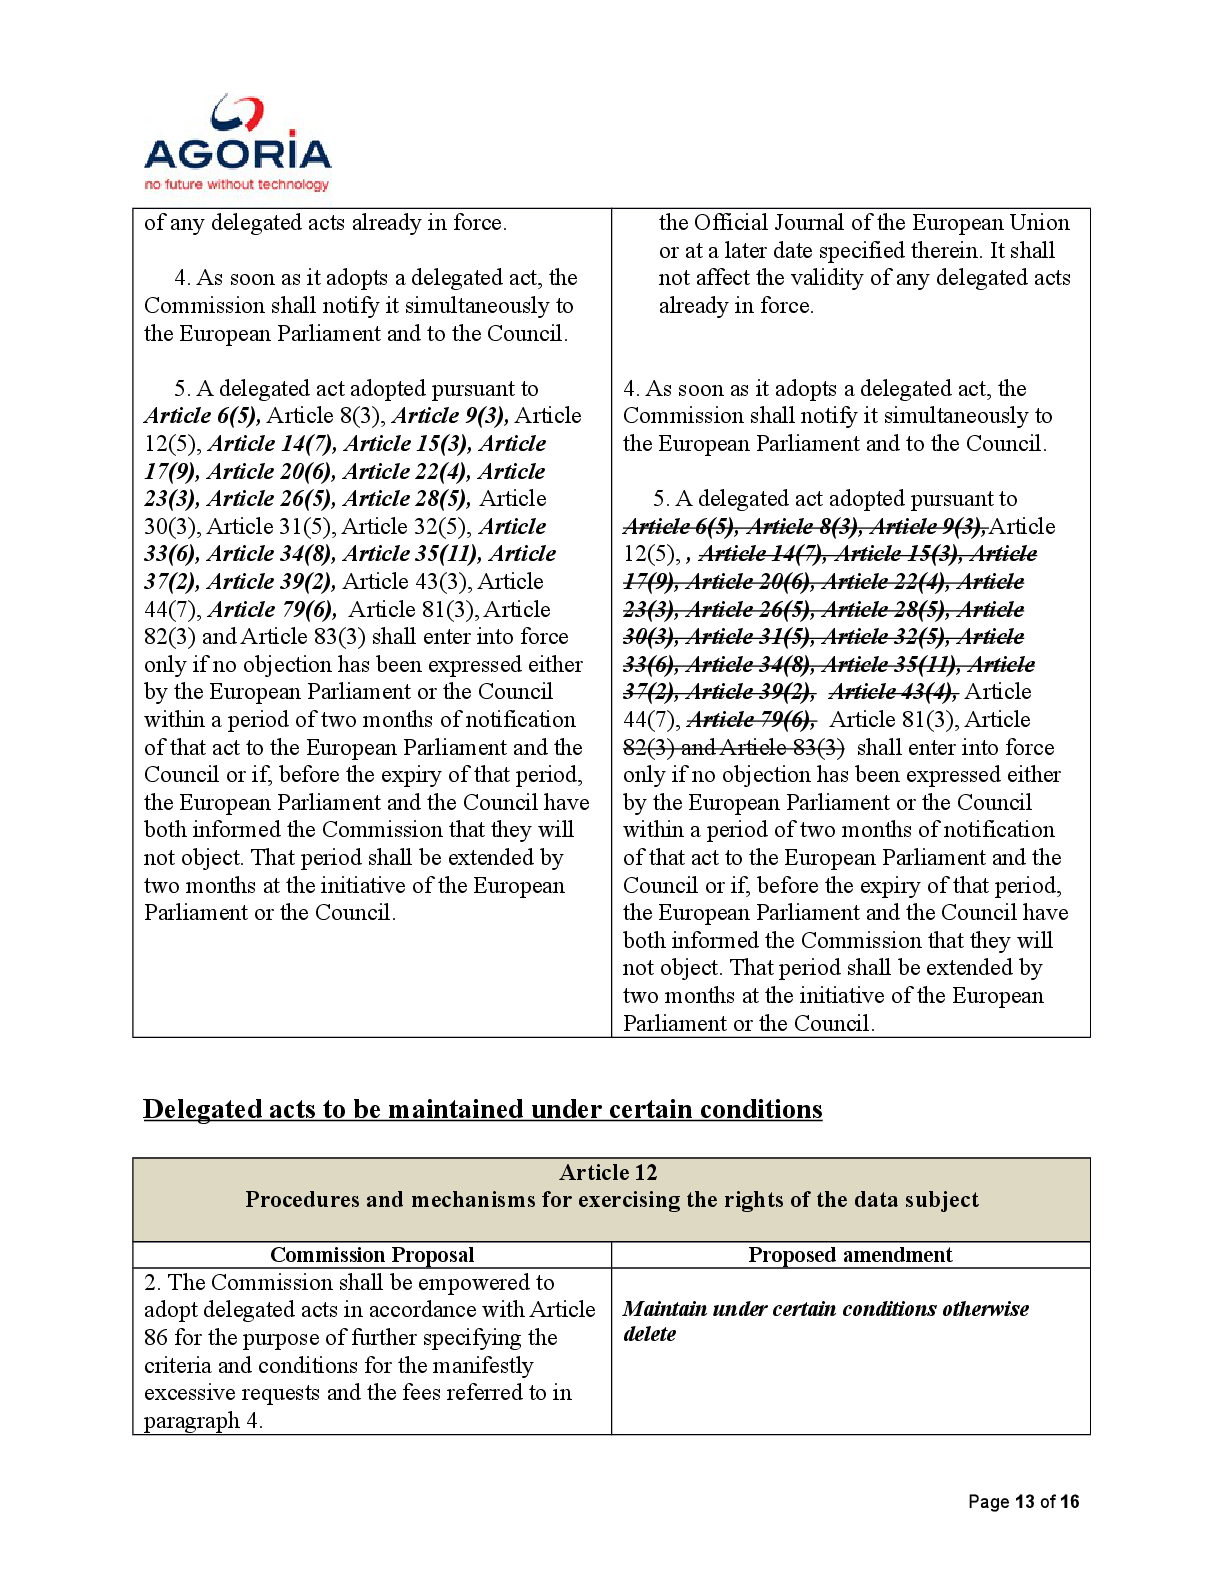 AGORIA
no future without technology
of any delegated acts already in force.
4. As soon as it adopts a delegated act, the
Commission shall notify it simultaneously to
the European Parliament and to the Council.
5. A delegated act adopted pursuant to
Article 6(5), Article 8(3), Article 9(3), Article
12(5), Article 14(7), Article 15(3), Article
17(9), Article 20(6), Article 22(4), Article
23(3), Article 26(5), Article 28(5), Article
30(3), Article 31(5), Article 32(5), Article
33(6), Article 34(8), Article 35(11), Article
37(2), Article 39(2), Article 43(3), Article
44(7), Article 79(6), Article 81(3), Article
82(3) and Article 83(3) shall enter into force
only if no objection has been expressed either
by the European Parliament or the Council
within a period of two months of notification
of that act to the European Parliament and the
Council or if, before the expiry of that period,
the European Parliament and the Council have
both informed the Commission that they will
not object. That period shall be extended by
two months at the initiative of the European
Parliament or the Council.
the Official Journal of the European Union
or at a later date specified therein. It shall
not affect the validity of any delegated acts
already in force.
4. As soon as it adopts a delegated act, the
Commission shall notify it simultaneously to
the European Parliament and to the Council.
5. A delegated act adopted pursuant to
Article 6(5), Article 8(3), Article 9(3),Article
12(5), , Article 14(7), Article 15(3), Article
17(9), Article 20(6), Article 22(4), Article
23(3), Article 26(5), Article 28(5), Article
30(3), Article 31(5), Article 32(5), Article
33(6), Article 34(8), Article 35(11), Article
37(2), Article 39(2), Article 43(4), Article
44(7), Article 79(6), Article 81(3), Article
82(3) and Article 83(3) shall enter into force
only if no objection has been expressed either
by the European Parliament or the Council
within a period of two months of notification
of that act to the European Parliament and the
Council or if, before the expiry of that period,
the European Parliament and the Council have
both informed the Commission that they will
not object. That period shall be extended by
two months at the initiative of the European
Parliament or the Council.
Delegated acts to be maintained under certain conditions
Article 12
Procedures and mechanisms for exercising the rights of the data subject
Commission Proposal
Proposed amendment
2. The Commission shall be empowered to
adopt delegated acts in accordance with Article
86 for the purpose of further specifying the
criteria and conditions for the manifestly
excessive requests and the fees referred to in
paragraph 4.
Maintain under certain conditions otherwise
delete
Page 13 of 16